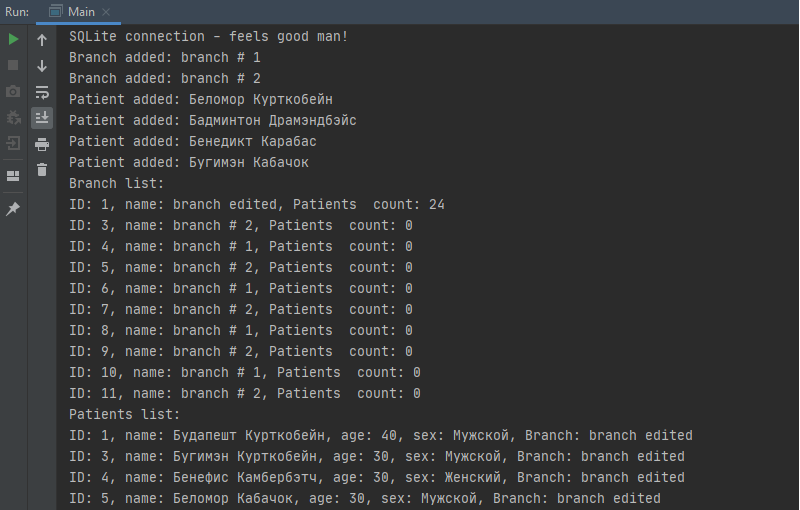 Run: Main
SQLite connection - feels good man!
Branch added: branch # 1
Branch added: branch # 2
Patient added: Беломор Курткобейн
Patient added: Бадминтон Драмэндбэйс
Patient added: Бенедикт Карабас
Patient added: Бугимэн Кабачок
Branch list:
ID: 1, name: branch edited, Patients  count: 24
ID: 3, name: branch # 2, Patients  count: 0
ID: 4, name: branch # 1, Patients  count: 0
ID: 5, name: branch # 2, Patients  count: 0
ID: 6, name: branch # 1, Patients  count: 0
ID: 7, name: branch # 2, Patients  count: 0
ID: 8, name: branch # 1, Patients  count: 0
ID: 9, name: branch # 2, Patients  count: 0
ID: 10, name: branch # 1, Patients  count: 0
ID: 11, name: branch # 2, Patients  count: 0
Patients list:
ID: 1, name: Будапешт Курткобейн, age: 40, sex: Мужской, Branch: branch edited
ID: 3, name: Бугимэн Курткобейн, age: 30, sex: Мужской, Branch: branch edited
ID: 4, name: Бенефис Камбербэтч, age: 30, sex: Женский, Branch: branch edited
ID: 5, name: Беломор Кабачок, age: 30, sex: Мужской, Branch: branch edited